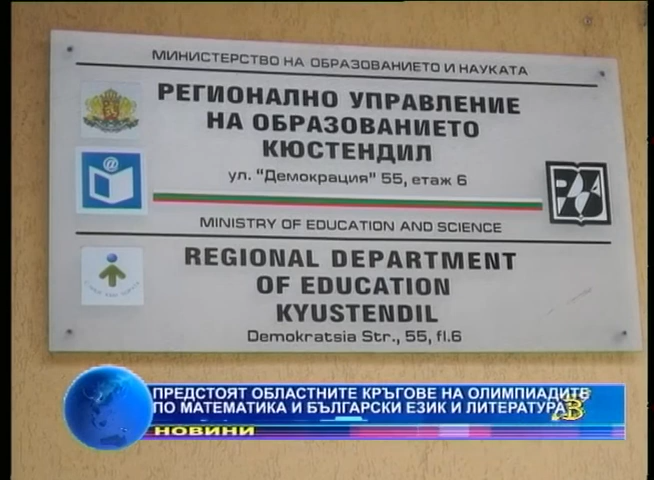 МИНИСТЕРСТВО НА ОБРАЗОВАНИЕТО И НАУКАТА
РЕГИОНАЛНО УПРАВЛЕНИЕ
НА ОБРАЗОВАНИЕТО
КЮСТЕНДИЛ
ул. "Демокрация" 55, етаж 6
MINISTRY OF EDUCATION AND SCIENCE
REGIONAL DEPARTMENT
OF EDUCATION
KYUSTENDIL
Demokratsia Str., 55, fl.6
ПРЕДСТОЯТ ОБЛАСТНИТЕ КРЪГОВЕ НА ОЛИМПИАДИТЕ
ПО МАТЕМАТИКА И БЪЛГАРСКИ ЕЗИК И ЛИТЕРАТУРА
НОВИНИ